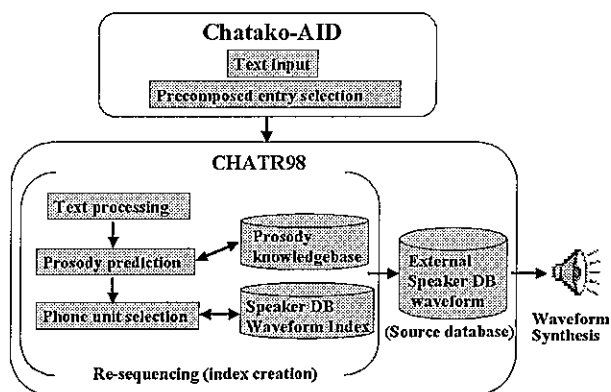 Chatako-AID
Text Input
Precomposed entry selection
CHATR98
Text processing
Prosody prediction
Phone unit selection
Prosody
knowledgebase
Speaker DB
Waveform Index
Re-sequencing (index creation)
External
Speaker DB
waveform
(Source database)
Waveform
Synthesis